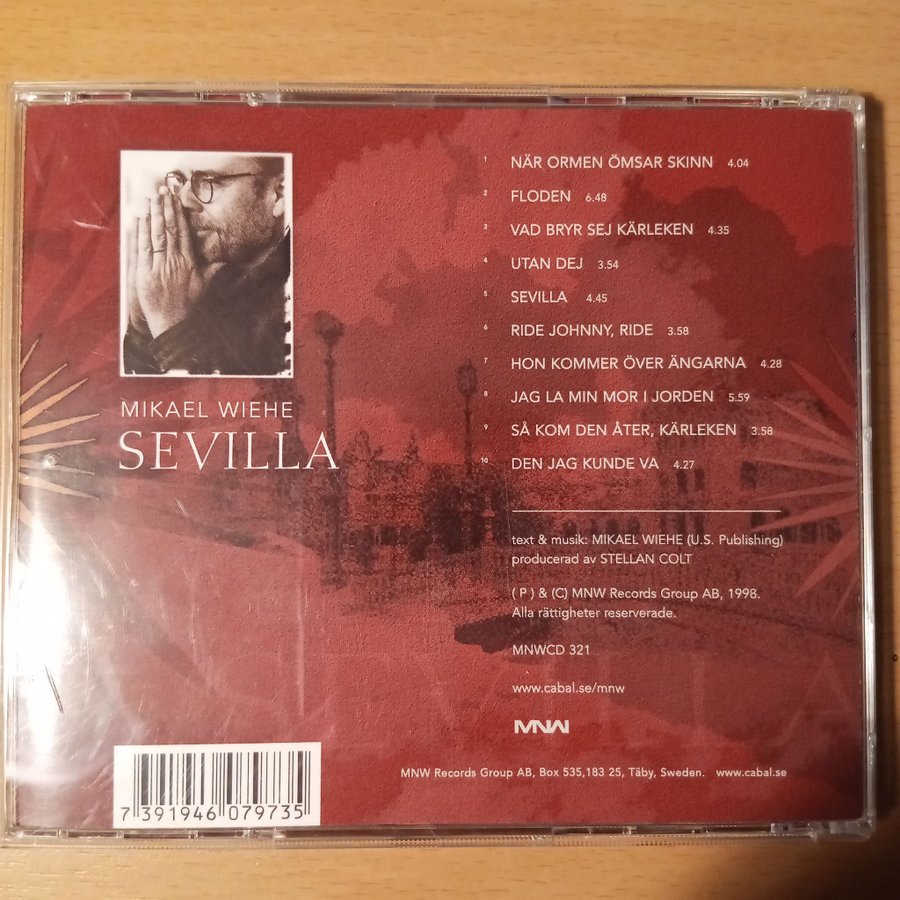 MIKAEL WIEHE
SEVILLA
1 NÄR ORMEN ÖMSAR SKINN 4.04
2 FLODEN 6.48
3 VAD BRYR SEJ KÄRLEKEN 4.35
4 UTAN DEJ 3.54
5 SEVILLA 4.45
6 RIDE JOHNNY, RIDE 3.58
7 HON KOMMER ÖVER ÄNGARNA 4.28
8 JAG LA MIN MOR I JORDEN 5.59
9 SÅ KOM DEN ÅTER, KÄRLEKEN 3.58
10 DEN JAG KUNDE VA 4.27
text & musik: MIKAEL WIEHE (U.S. Publishing)
producerad av STELLAN COLT
( P ) & (C) MNW Records Group AB, 1998.
Alla rättigheter reserverade.
MNWCD 321
www.cabal.se/mnw
MNW
MNW Records Group AB, Box 535,183 25, Täby, Sweden. www.cabal.se
7 391946 079735